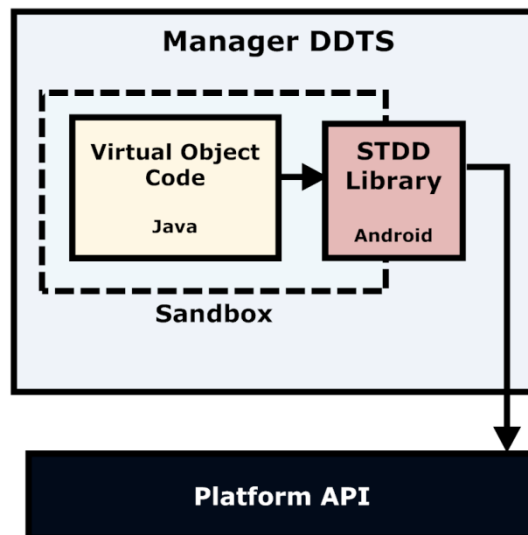 Manager DDTS
Virtual Object
Code
Java
STDD
Library
Android
Sandbox
Platform API